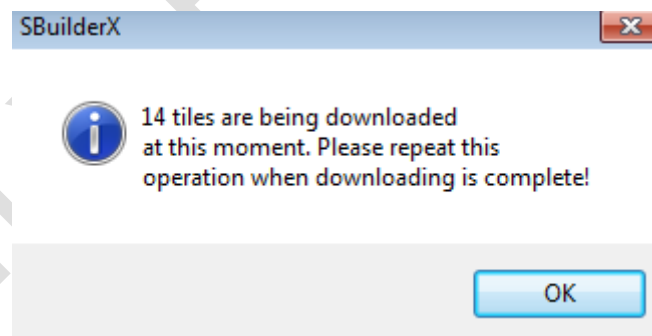 SBuilderX
14 tiles are being downloaded
at this moment. Please repeat this
operation when downloading is complete!
OK